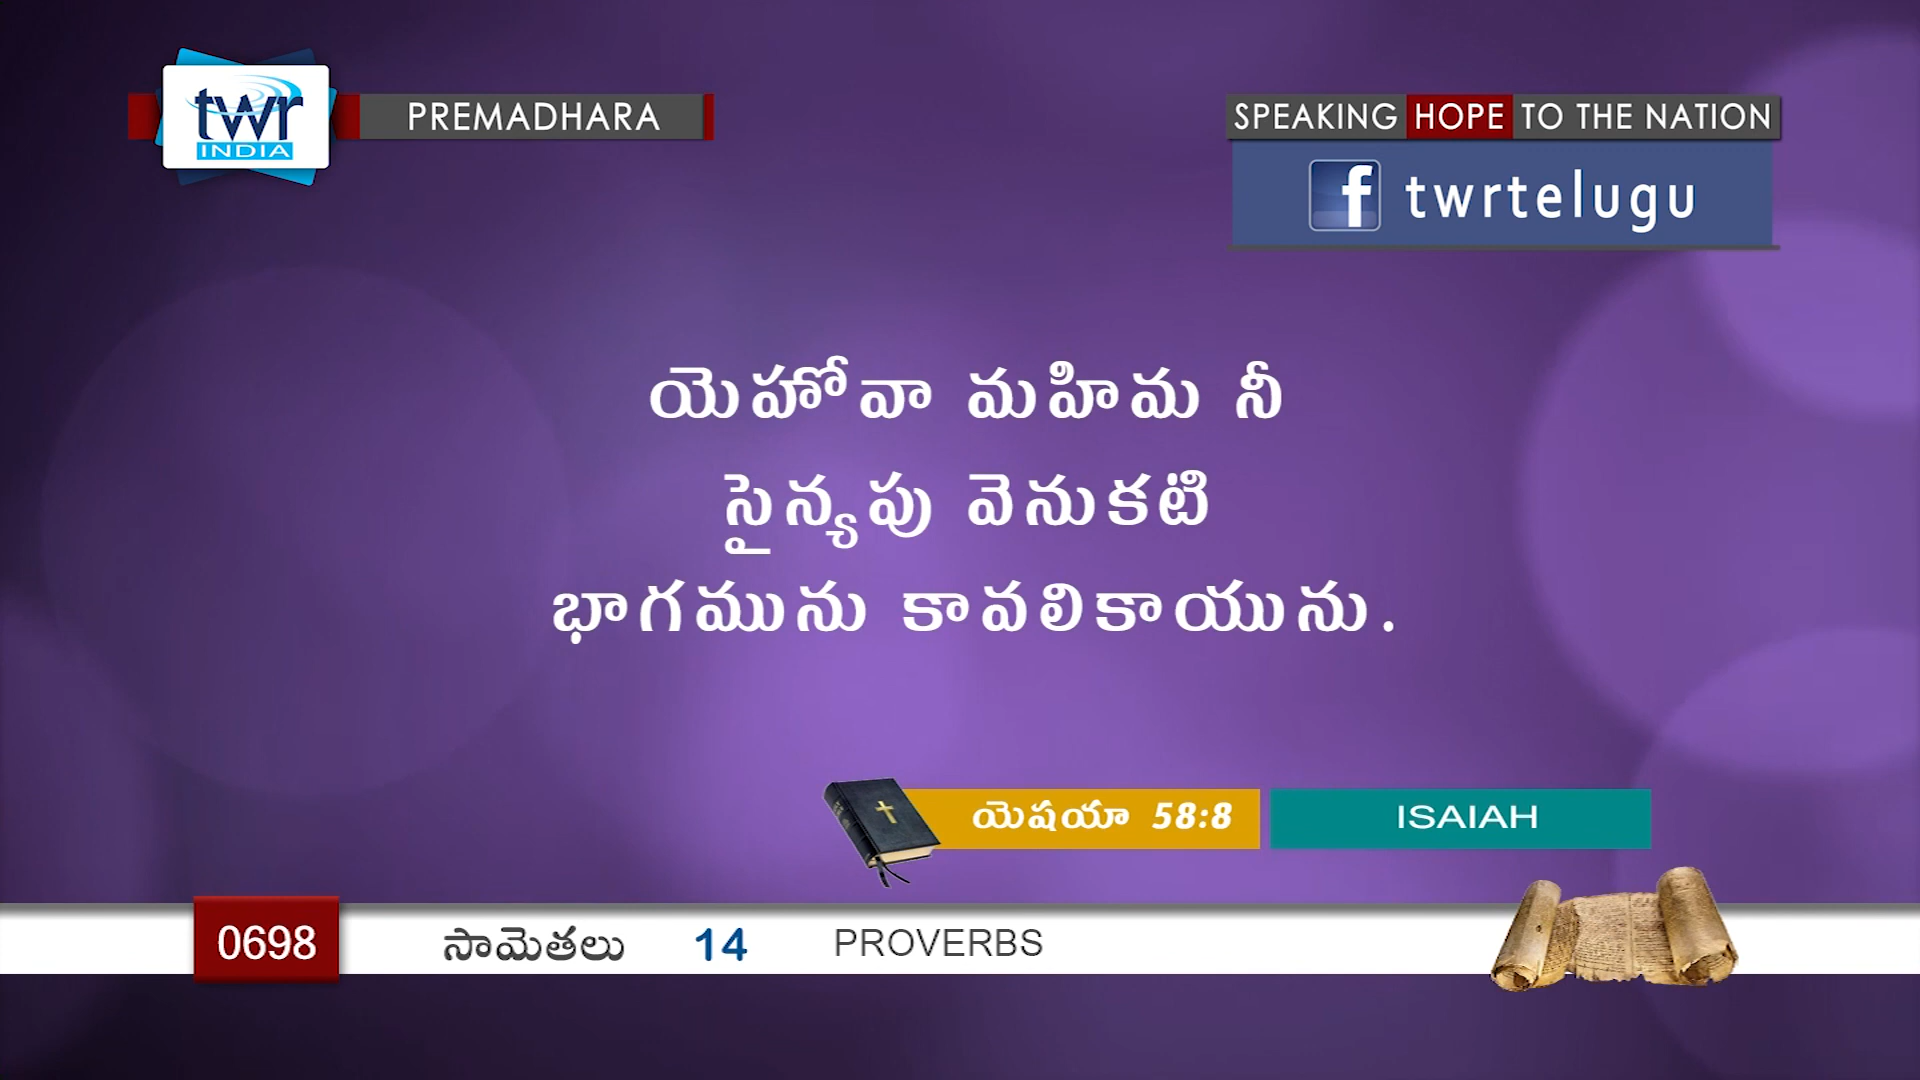 twr
INDIA
PREMADHARA
SPEAKING HOPE TO THE NATION
f twrtelugu
యెహోవా మహిమ నీ
సైన్యపు వెనుకటి
భాగమును కావలికాయును.
యెషయా 58:8 ISAIAH
0698 సామెతలు 14 PROVERBS